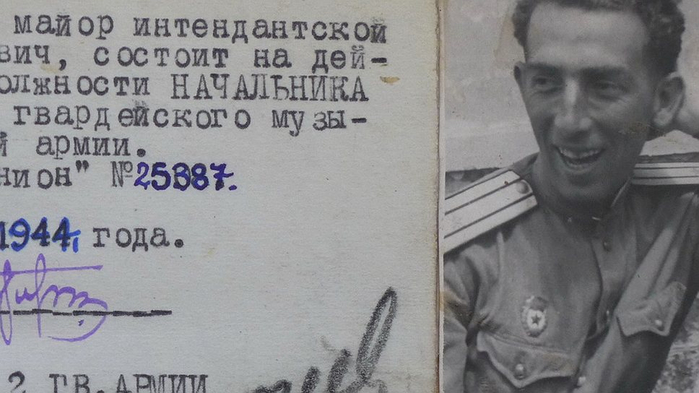 майор интендантской
вич, состоит на дей-
олжности НАЧАЛЬНИКА
гвардейского музы-
й армии.
нион" №25387.
1944, года.
2 ГВ.АРМИИ